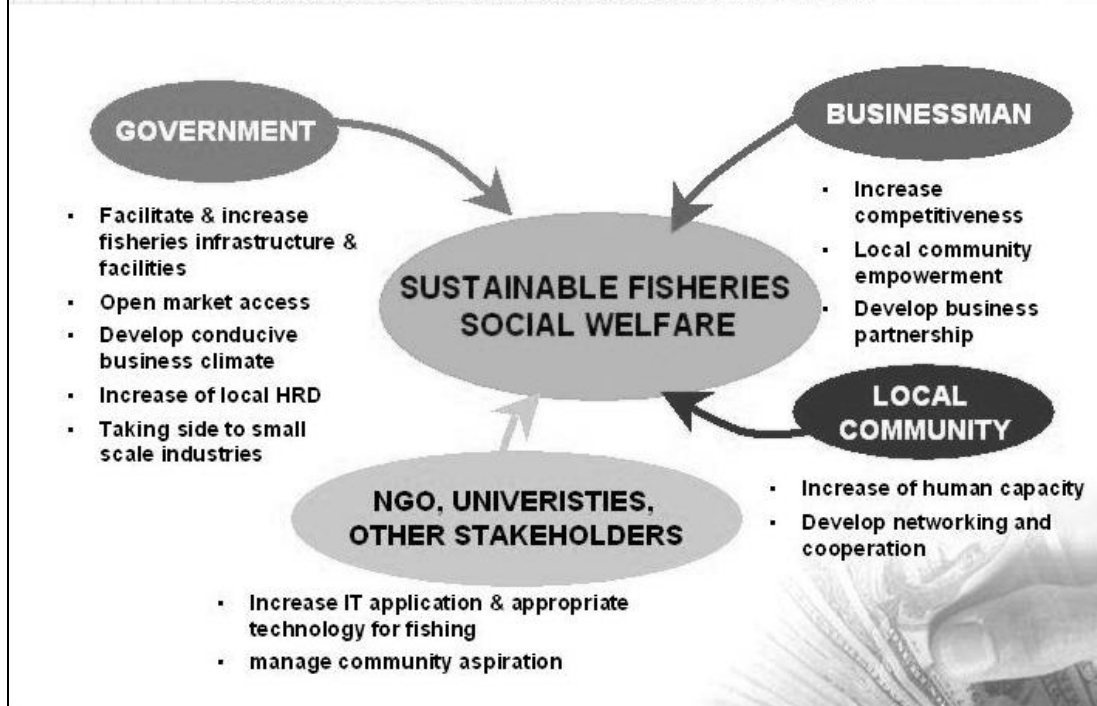 GOVERNMENT
▪ Facilitate & increase
fisheries infrastructure &
facilities
▪ Open market access
▪ Develop conducive
business climate
▪ Increase of local HRD
▪ Taking side to small
scale industries
BUSINESSMAN
▪ Increase
competitiveness
▪ Local community
empowerment
▪ Develop business
partnership
SUSTAINABLE FISHERIES
SOCIAL WELFARE
LOCAL
COMMUNITY
▪ Increase of human capacity
▪ Develop networking and
cooperation
NGO, UNIVERISTIES,
OTHER STAKEHOLDERS
▪ Increase IT application & appropriate
technology for fishing
▪ manage community aspiration